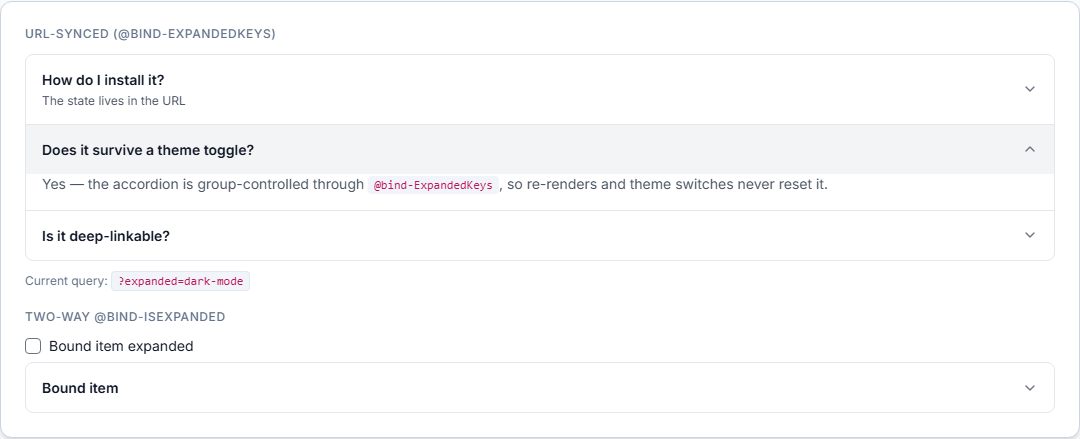 URL-SYNCED (@BIND-EXPANDEDKEYS)
How do I install it?
The state lives in the URL
Does it survive a theme toggle?
Yes — the accordion is group-controlled through @bind-ExpandedKeys, so re-renders and theme switches never reset it.
Is it deep-linkable?
Current query: ?expanded=dark-mode
TWO-WAY @BIND-ISEXPANDED
Bound item expanded
Bound item